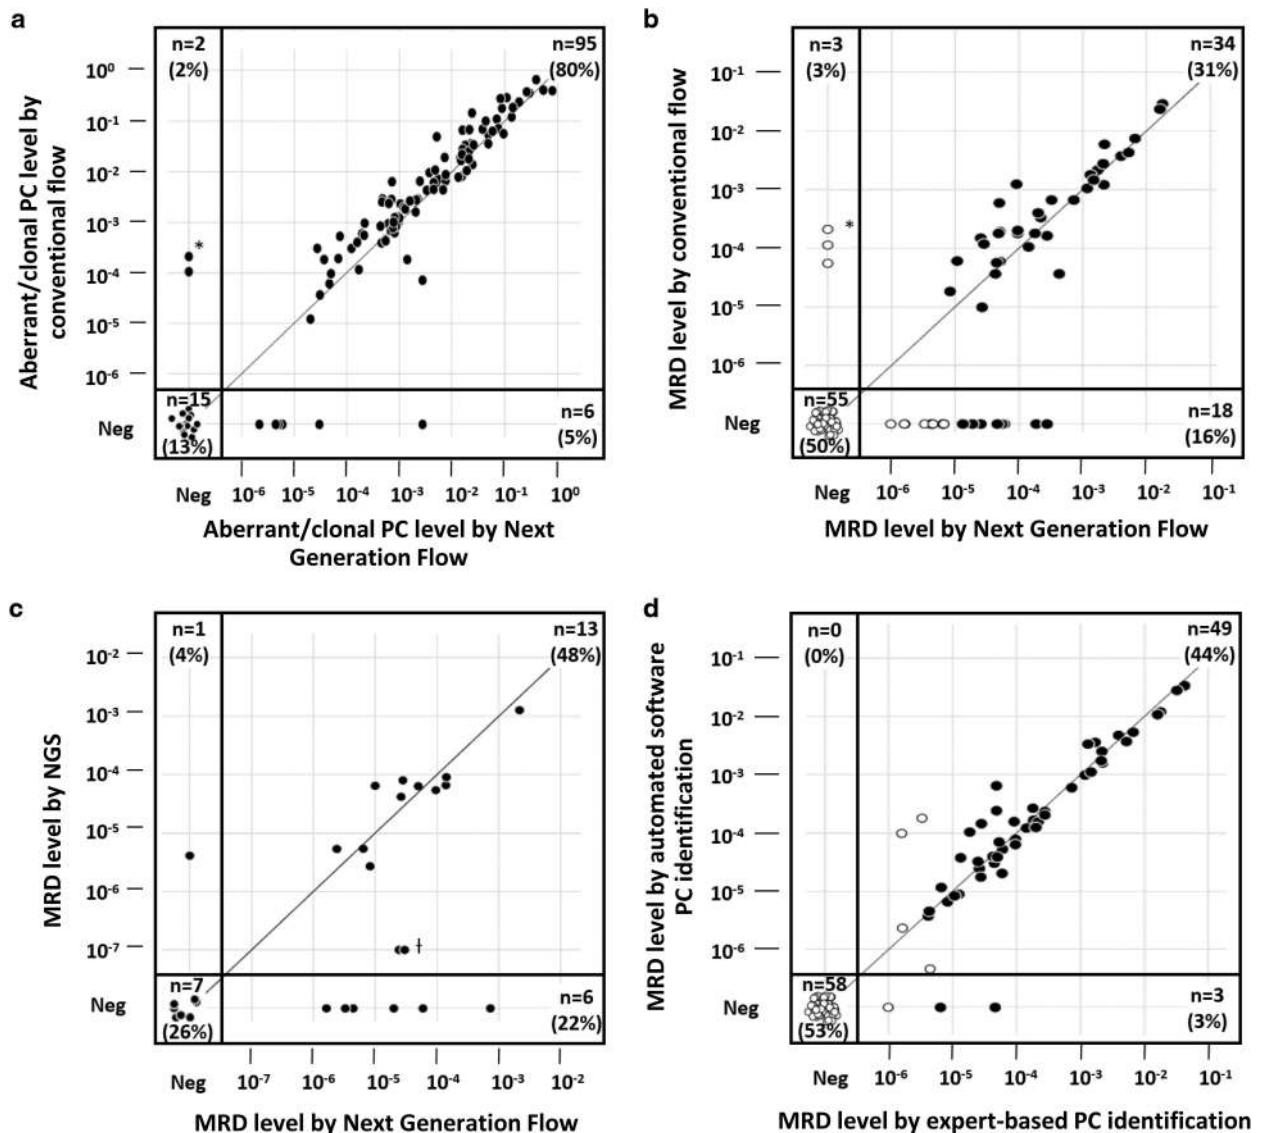 a
n=2
(2%)
n=95
(80%)
10⁰
10⁻¹
10⁻²
10⁻³
10⁻⁴
10⁻⁵
10⁻⁶
Neg
*
Aberrant/clonal PC level by
conventional flow
n=15
(13%)
n=6
(5%)
Neg 10⁻⁶ 10⁻⁵ 10⁻⁴ 10⁻³ 10⁻² 10⁻¹ 10⁰
Aberrant/clonal PC level by Next
Generation Flow
b
n=3
(3%)
n=34
(31%)
10⁻¹
10⁻²
10⁻³
10⁻⁴
10⁻⁵
10⁻⁶
Neg
*
MRD level by conventional flow
n=55
(50%)
n=18
(16%)
Neg 10⁻⁶ 10⁻⁵ 10⁻⁴ 10⁻³ 10⁻² 10⁻¹
MRD level by Next Generation Flow
c
n=1
(4%)
n=13
(48%)
10⁻²
10⁻³
10⁻⁴
10⁻⁵
10⁻⁶
10⁻⁷
Neg
†
MRD level by NGS
n=7
(26%)
n=6
(22%)
Neg 10⁻⁷ 10⁻⁶ 10⁻⁵ 10⁻⁴ 10⁻³ 10⁻²
MRD level by Next Generation Flow
d
n=0
(0%)
n=49
(44%)
10⁻¹
10⁻²
10⁻³
10⁻⁴
10⁻⁵
10⁻⁶
Neg
MRD level by automated software
PC identification
n=58
(53%)
n=3
(3%)
Neg 10⁻⁶ 10⁻⁵ 10⁻⁴ 10⁻³ 10⁻² 10⁻¹
MRD level by expert-based PC identification